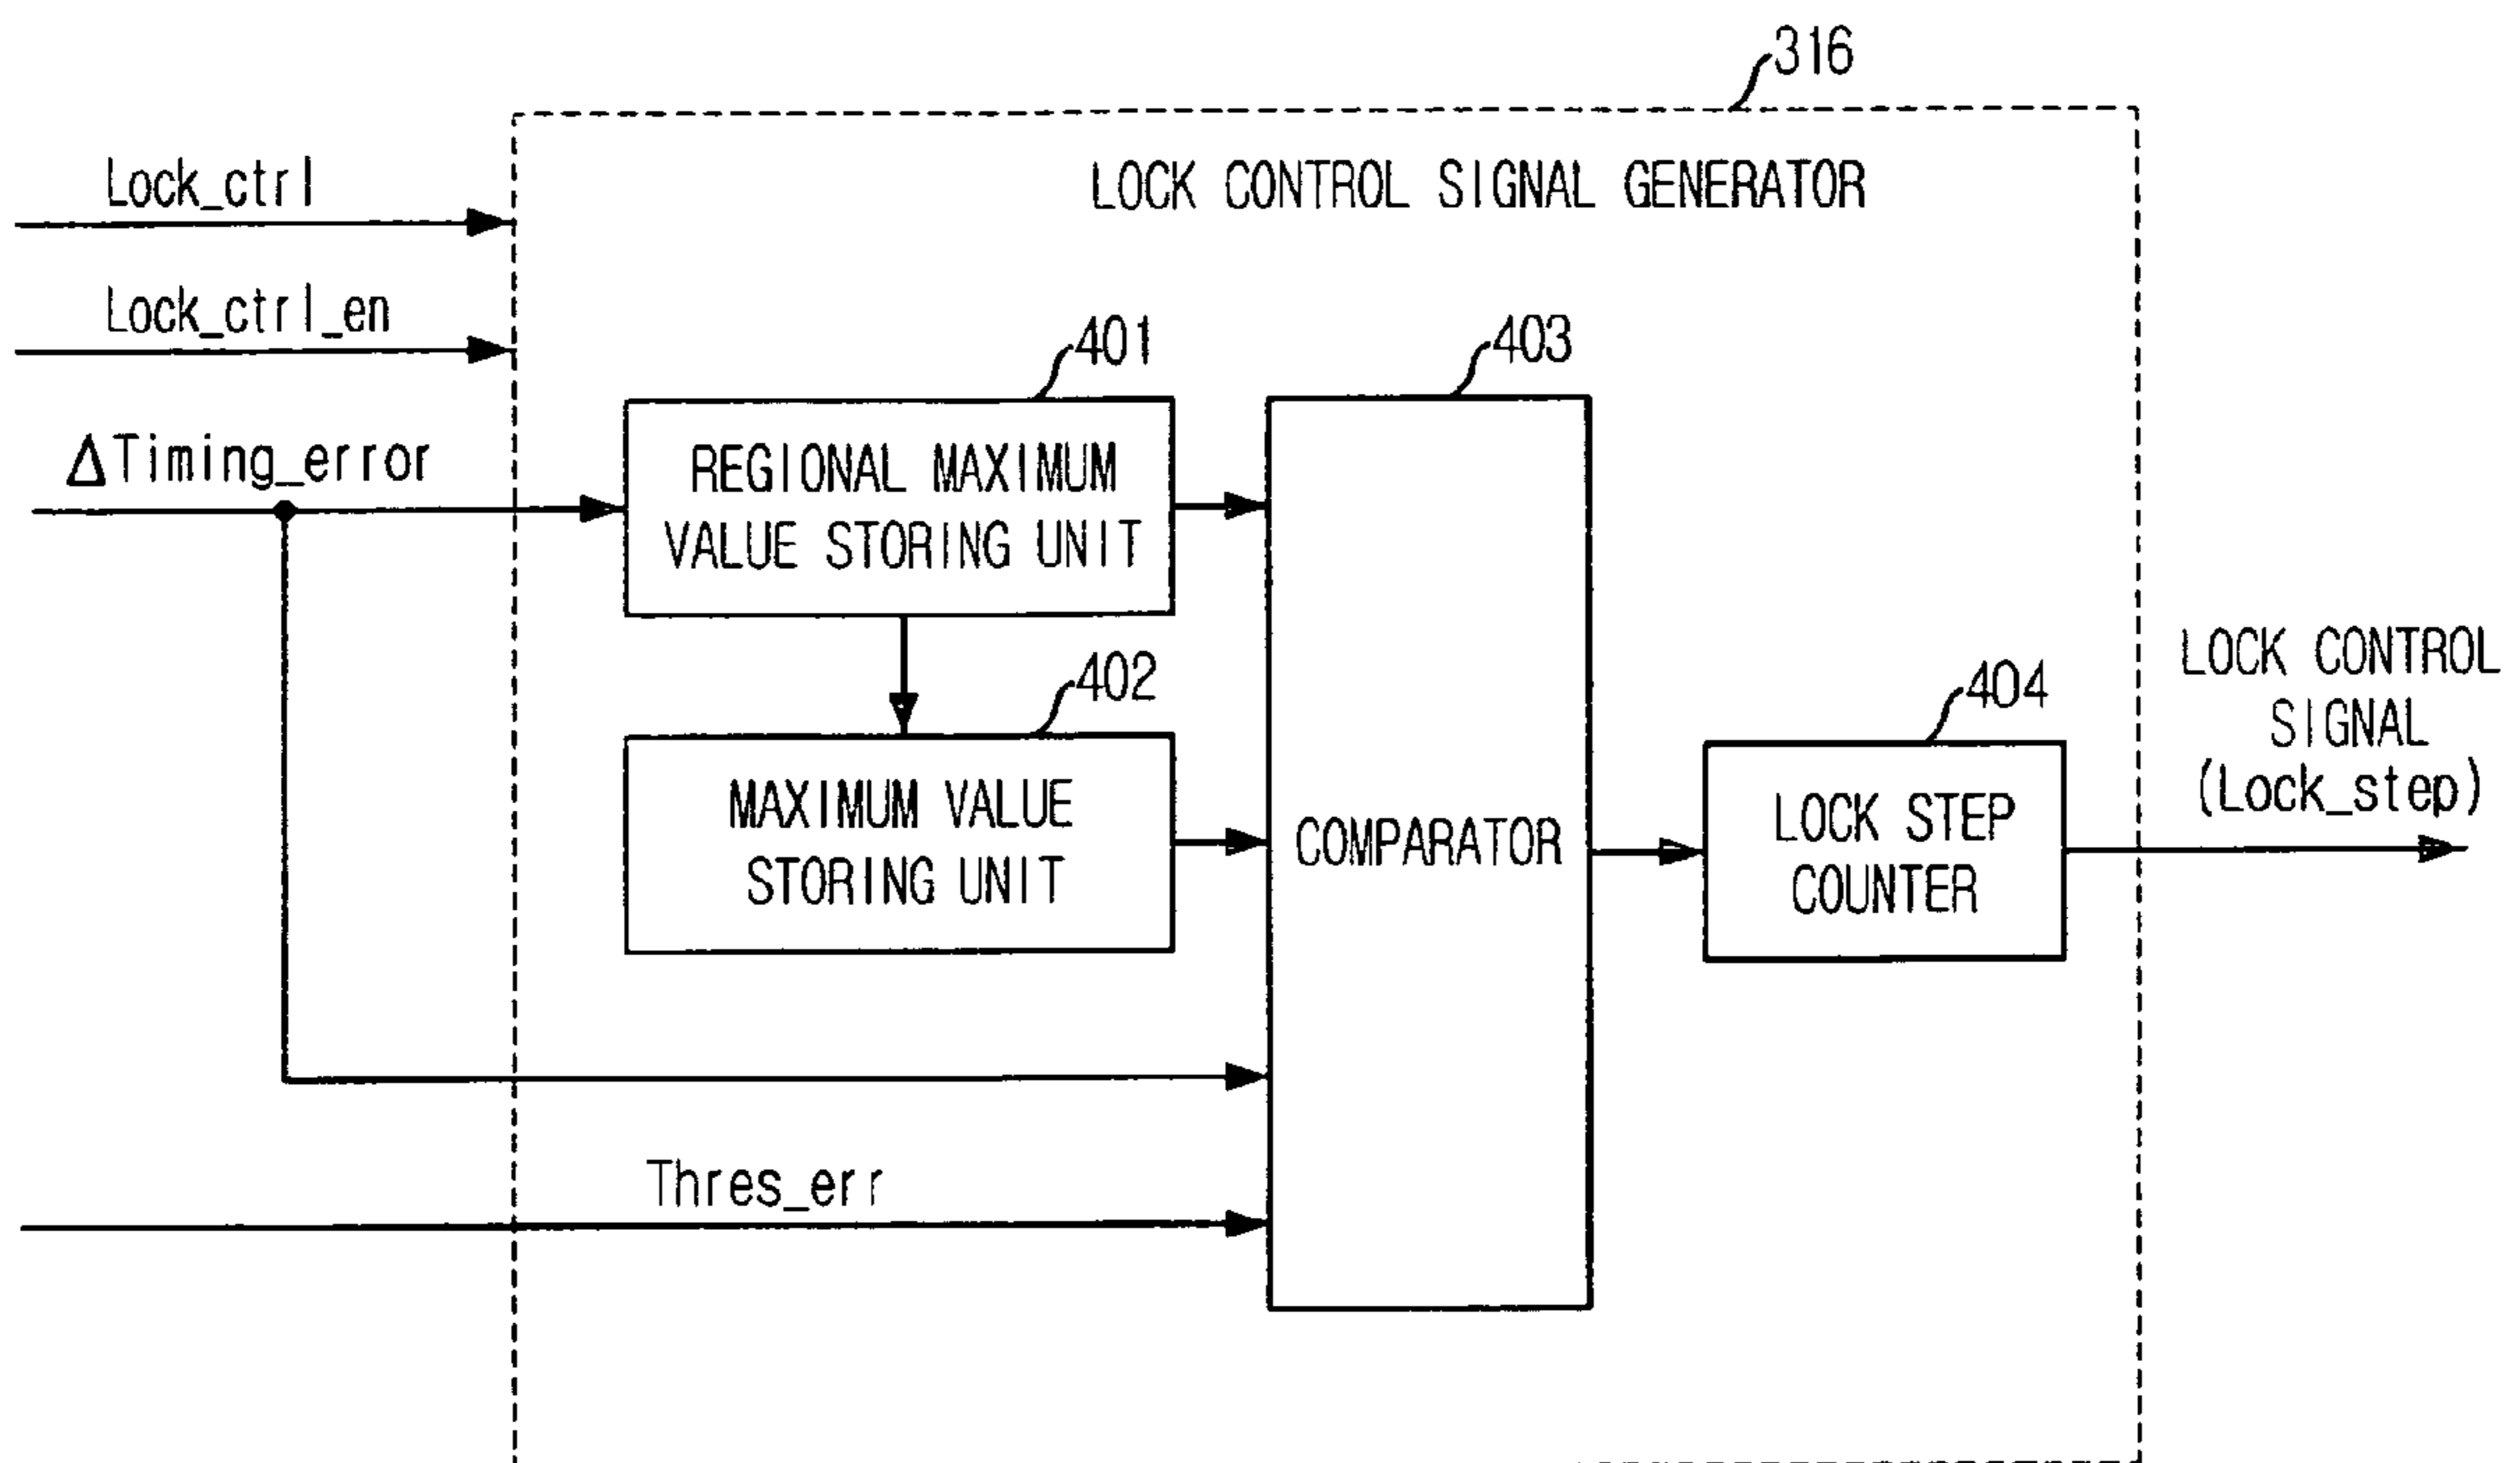 316
LOCK CONTROL SIGNAL GENERATOR
Lock_ctrl
Lock_ctrl_en
ΔTiming_error
401
REGIONAL MAXIMUM
VALUE STORING UNIT
402
MAXIMUM VALUE
STORING UNIT
403
COMPARATOR
404
LOCK STEP
COUNTER
LOCK CONTROL
SIGNAL
(Lock_step)
Thres_err